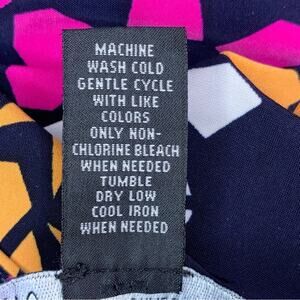 MACHINE
WASH COLD
GENTLE CYCLE
WITH LIKE
COLORS
ONLY NON-
CHLORINE BLEACH
WHEN NEEDED
TUMBLE
DRY LOW
COOL IRON
WHEN NEEDED